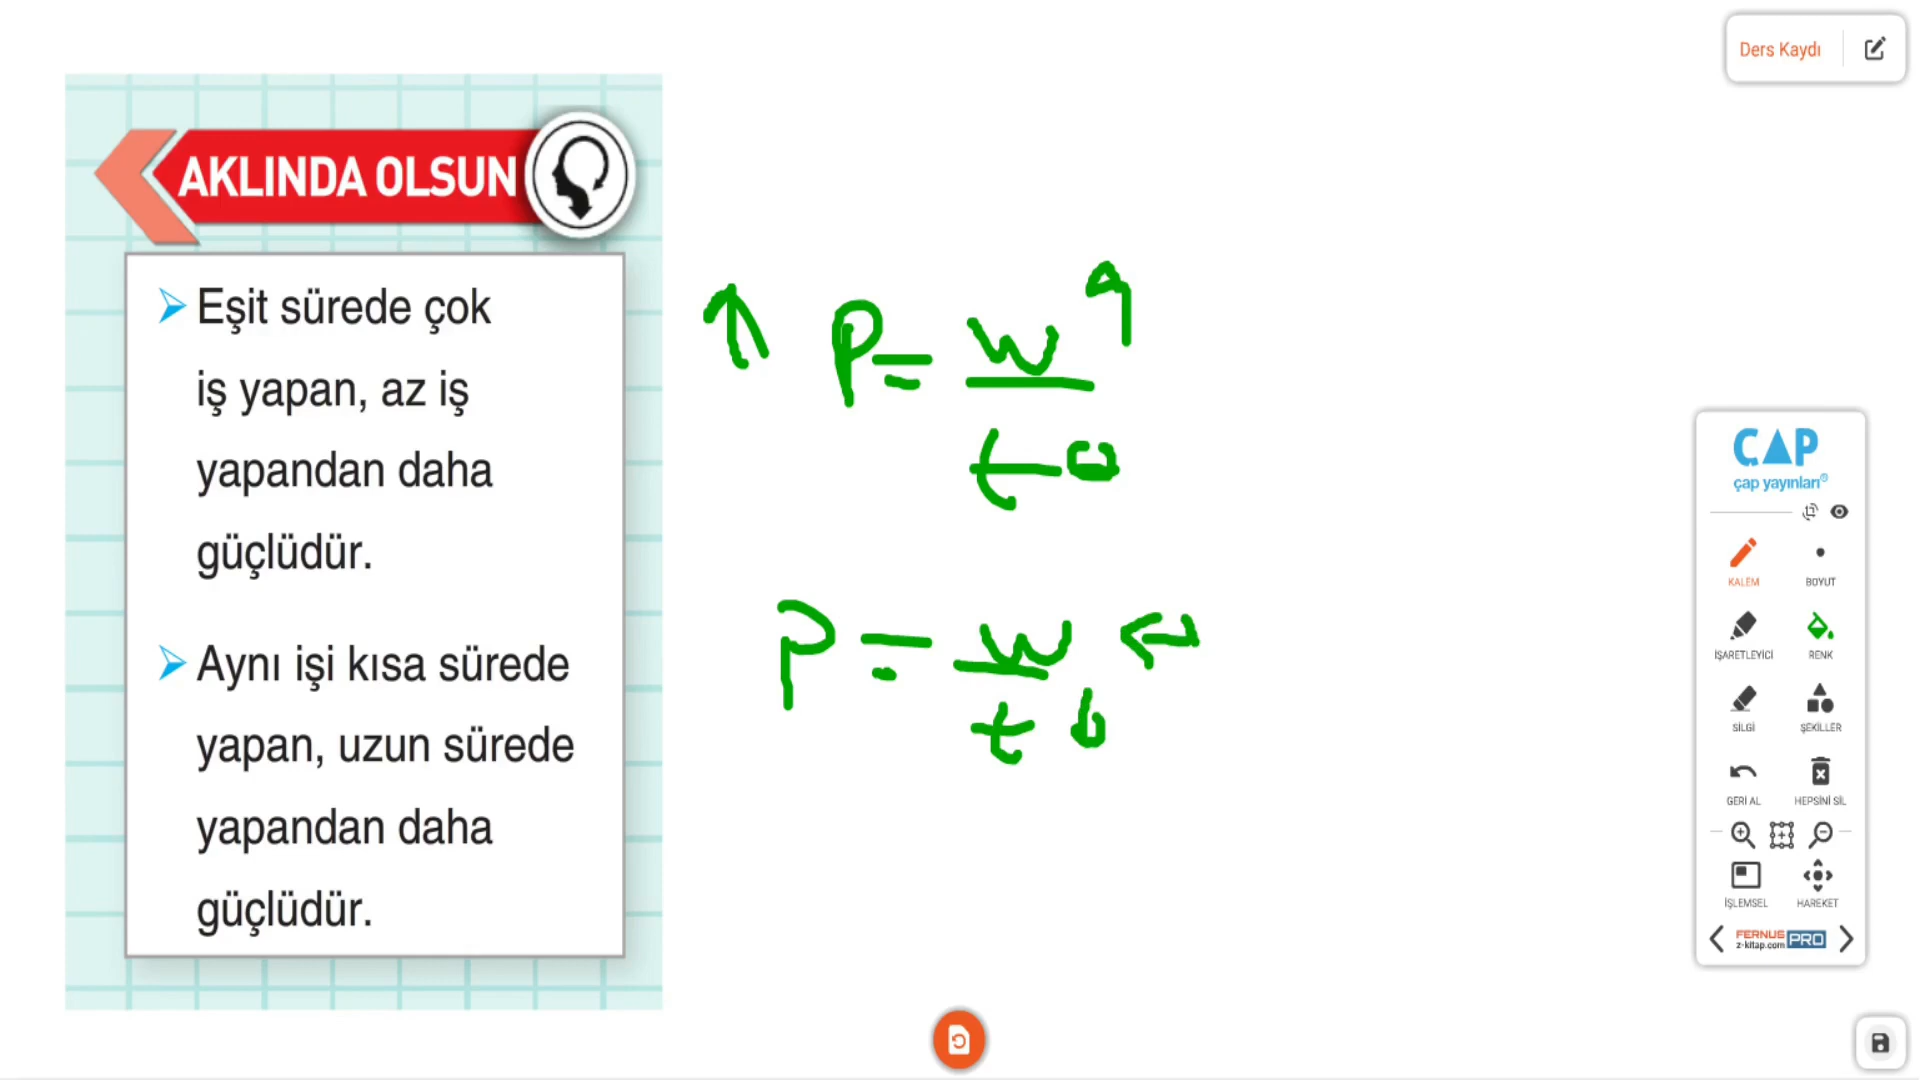 Ders Kaydı
AKLINDA OLSUN
Eşit sürede çok
iş yapan, az iş
yapandan daha
güçlüdür.
Aynı işi kısa sürede
yapan, uzun sürede
yapandan daha
güçlüdür.
P = W
t
P = W
t
ÇAP
çap yayınları®
KALEM
BOYUT
İŞARETLEYİCİ
RENK
SİLGİ
ŞEKİLLER
GERİ AL
HEPSİNİ SİL
İŞLEMSEL
HAREKET
FERNUS
z-kitap.com PRO